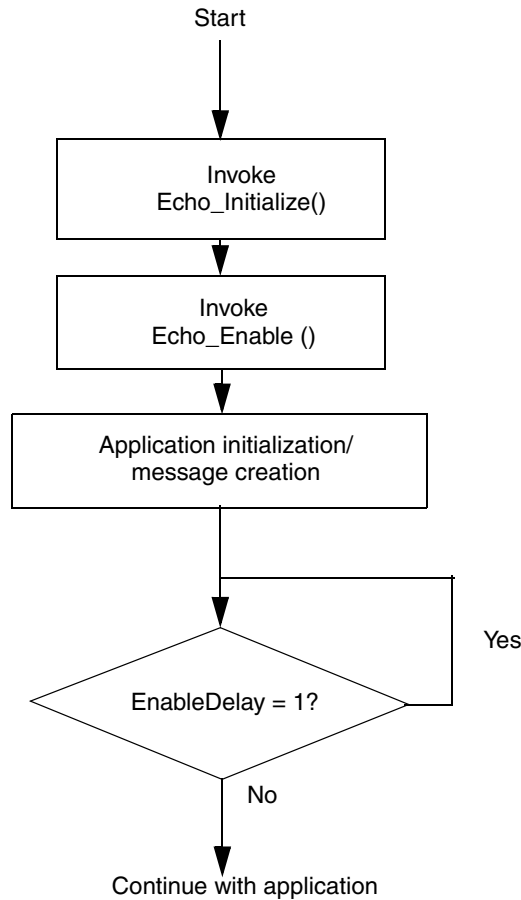 Start
Invoke
Echo_Initialize()
Invoke
Echo_Enable ()
Application initialization/
message creation
Yes
EnableDelay = 1?
No
Continue with application